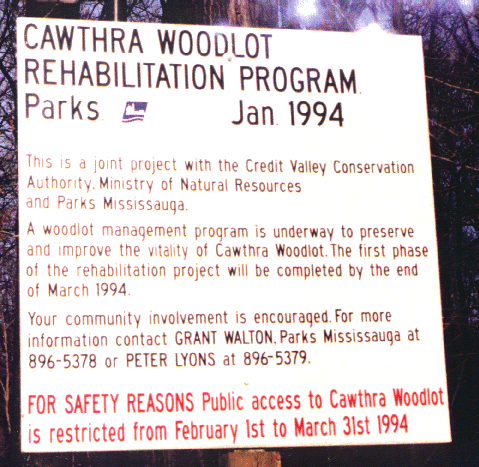 CAWTHRA WOODLOT
REHABILITATION PROGRAM.
Parks. Jan. 1994
This is a joint project with the Credit Valley Conservation
Authority, Ministry of Natural Resources
and Parks Mississauga.
A woodlot management program is underway to preserve
and improve the vitality of Cawthra Woodlot. The first phase
of the rehabilitation project will be completed by the end
of March 1994.
Your community involvement is encouraged. For more
information contact GRANT WALTON, Parks Mississauga at
896-5378 or PETER LYONS at 896-5379.
FOR SAFETY REASONS Public access to Cawthra Woodlot
is restricted from February 1st to March 31st 1994